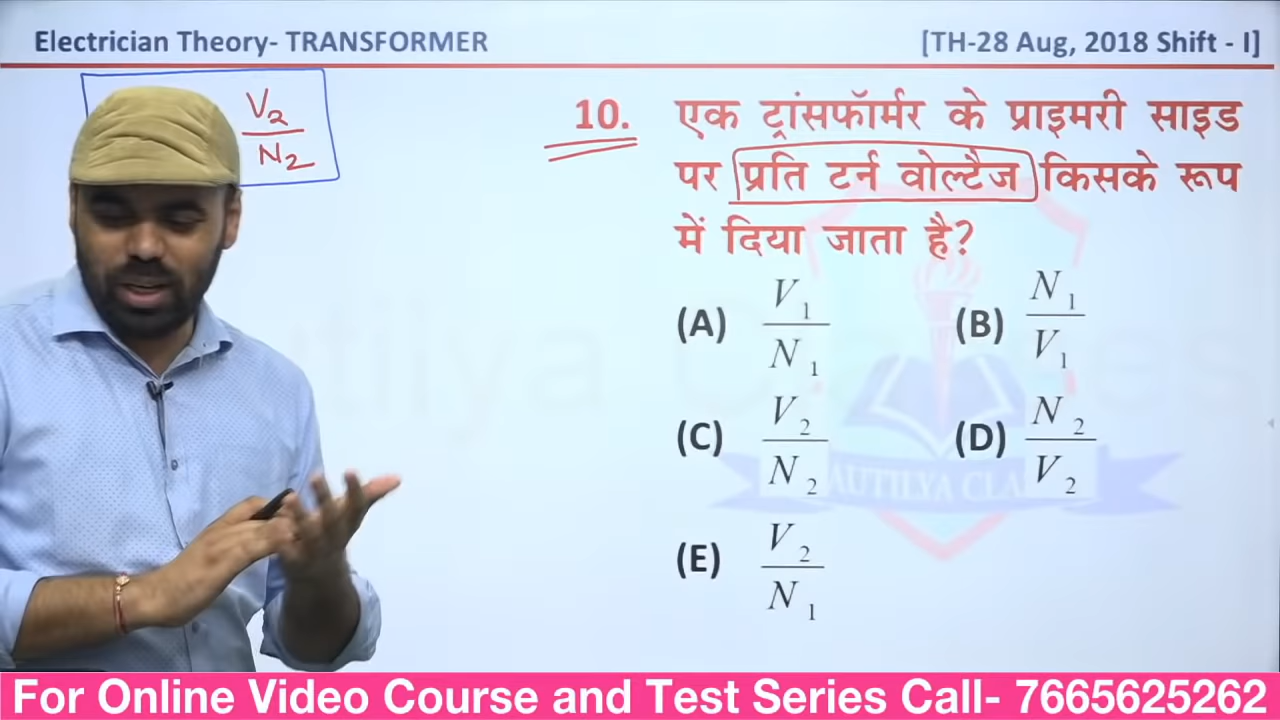 Electrician Theory- TRANSFORMER
[TH-28 Aug, 2018 Shift - I]
V₂
N₂
10. एक ट्रांसफॉर्मर के प्राइमरी साइड
पर प्रति टर्न वोल्टैज किसके रूप
में दिया जाता है?
(A) V₁
N₁
(B) N₁
V₁
(C) V₂
N₂
(D) N₂
V₂
(E) V₂
N₁
AUTILYA CLA
For Online Video Course and Test Series Call- 7665625262